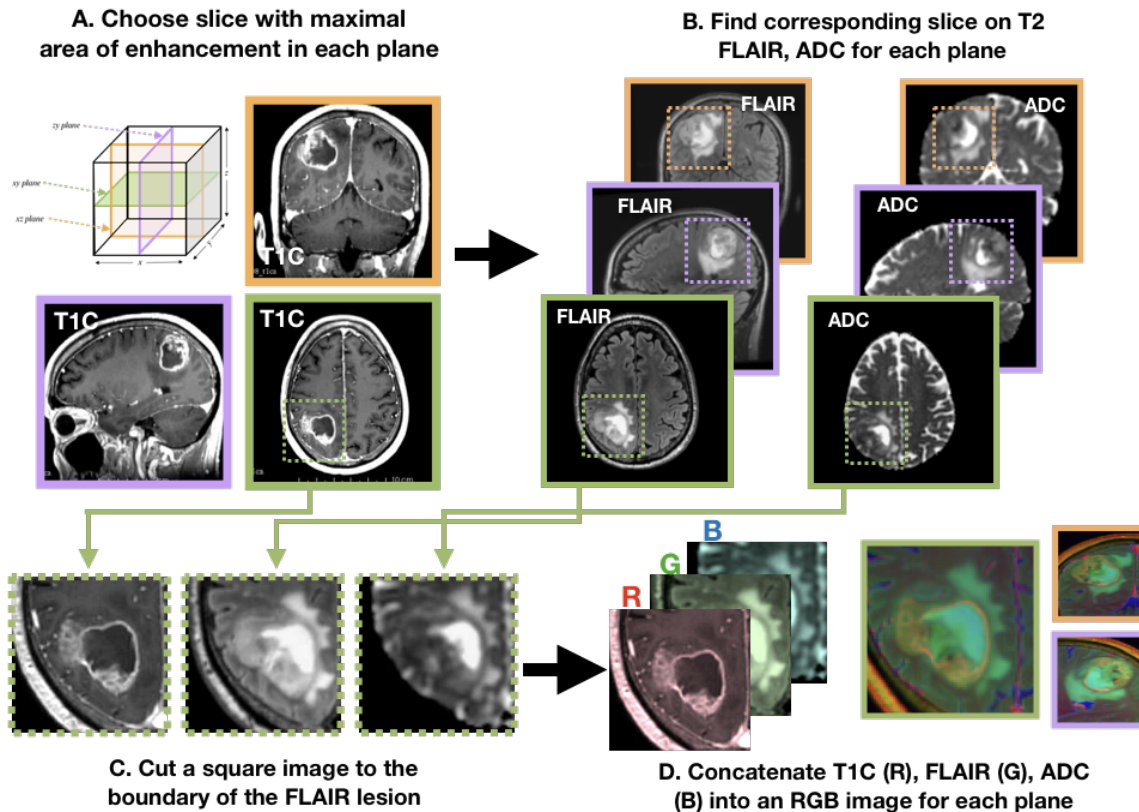 A. Choose slice with maximal
area of enhancement in each plane
B. Find corresponding slice on T2
FLAIR, ADC for each plane
zy plane
xy plane
xz plane
x
y
z
T1C
T1C
T1C
10 cm
FLAIR
ADC
FLAIR
ADC
FLAIR
ADC
R
G
B
C. Cut a square image to the
boundary of the FLAIR lesion
D. Concatenate T1C (R), FLAIR (G), ADC
(B) into an RGB image for each plane